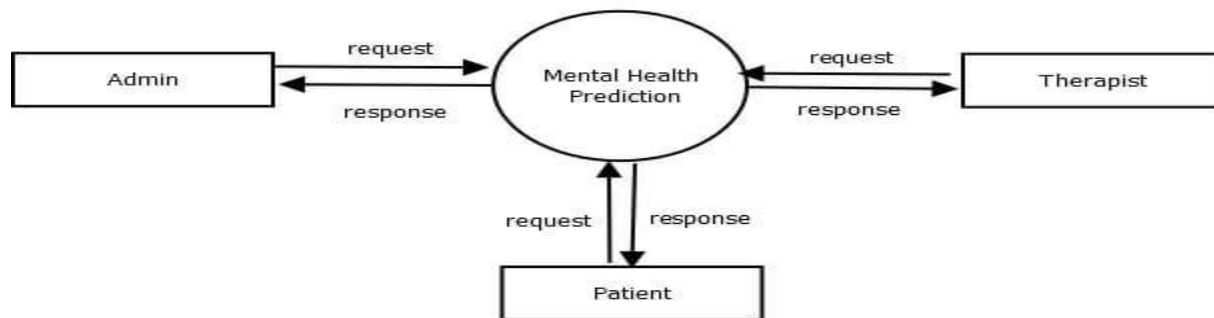 request
Admin
response
Mental Health
Prediction
request
Therapist
response
request
response
Patient